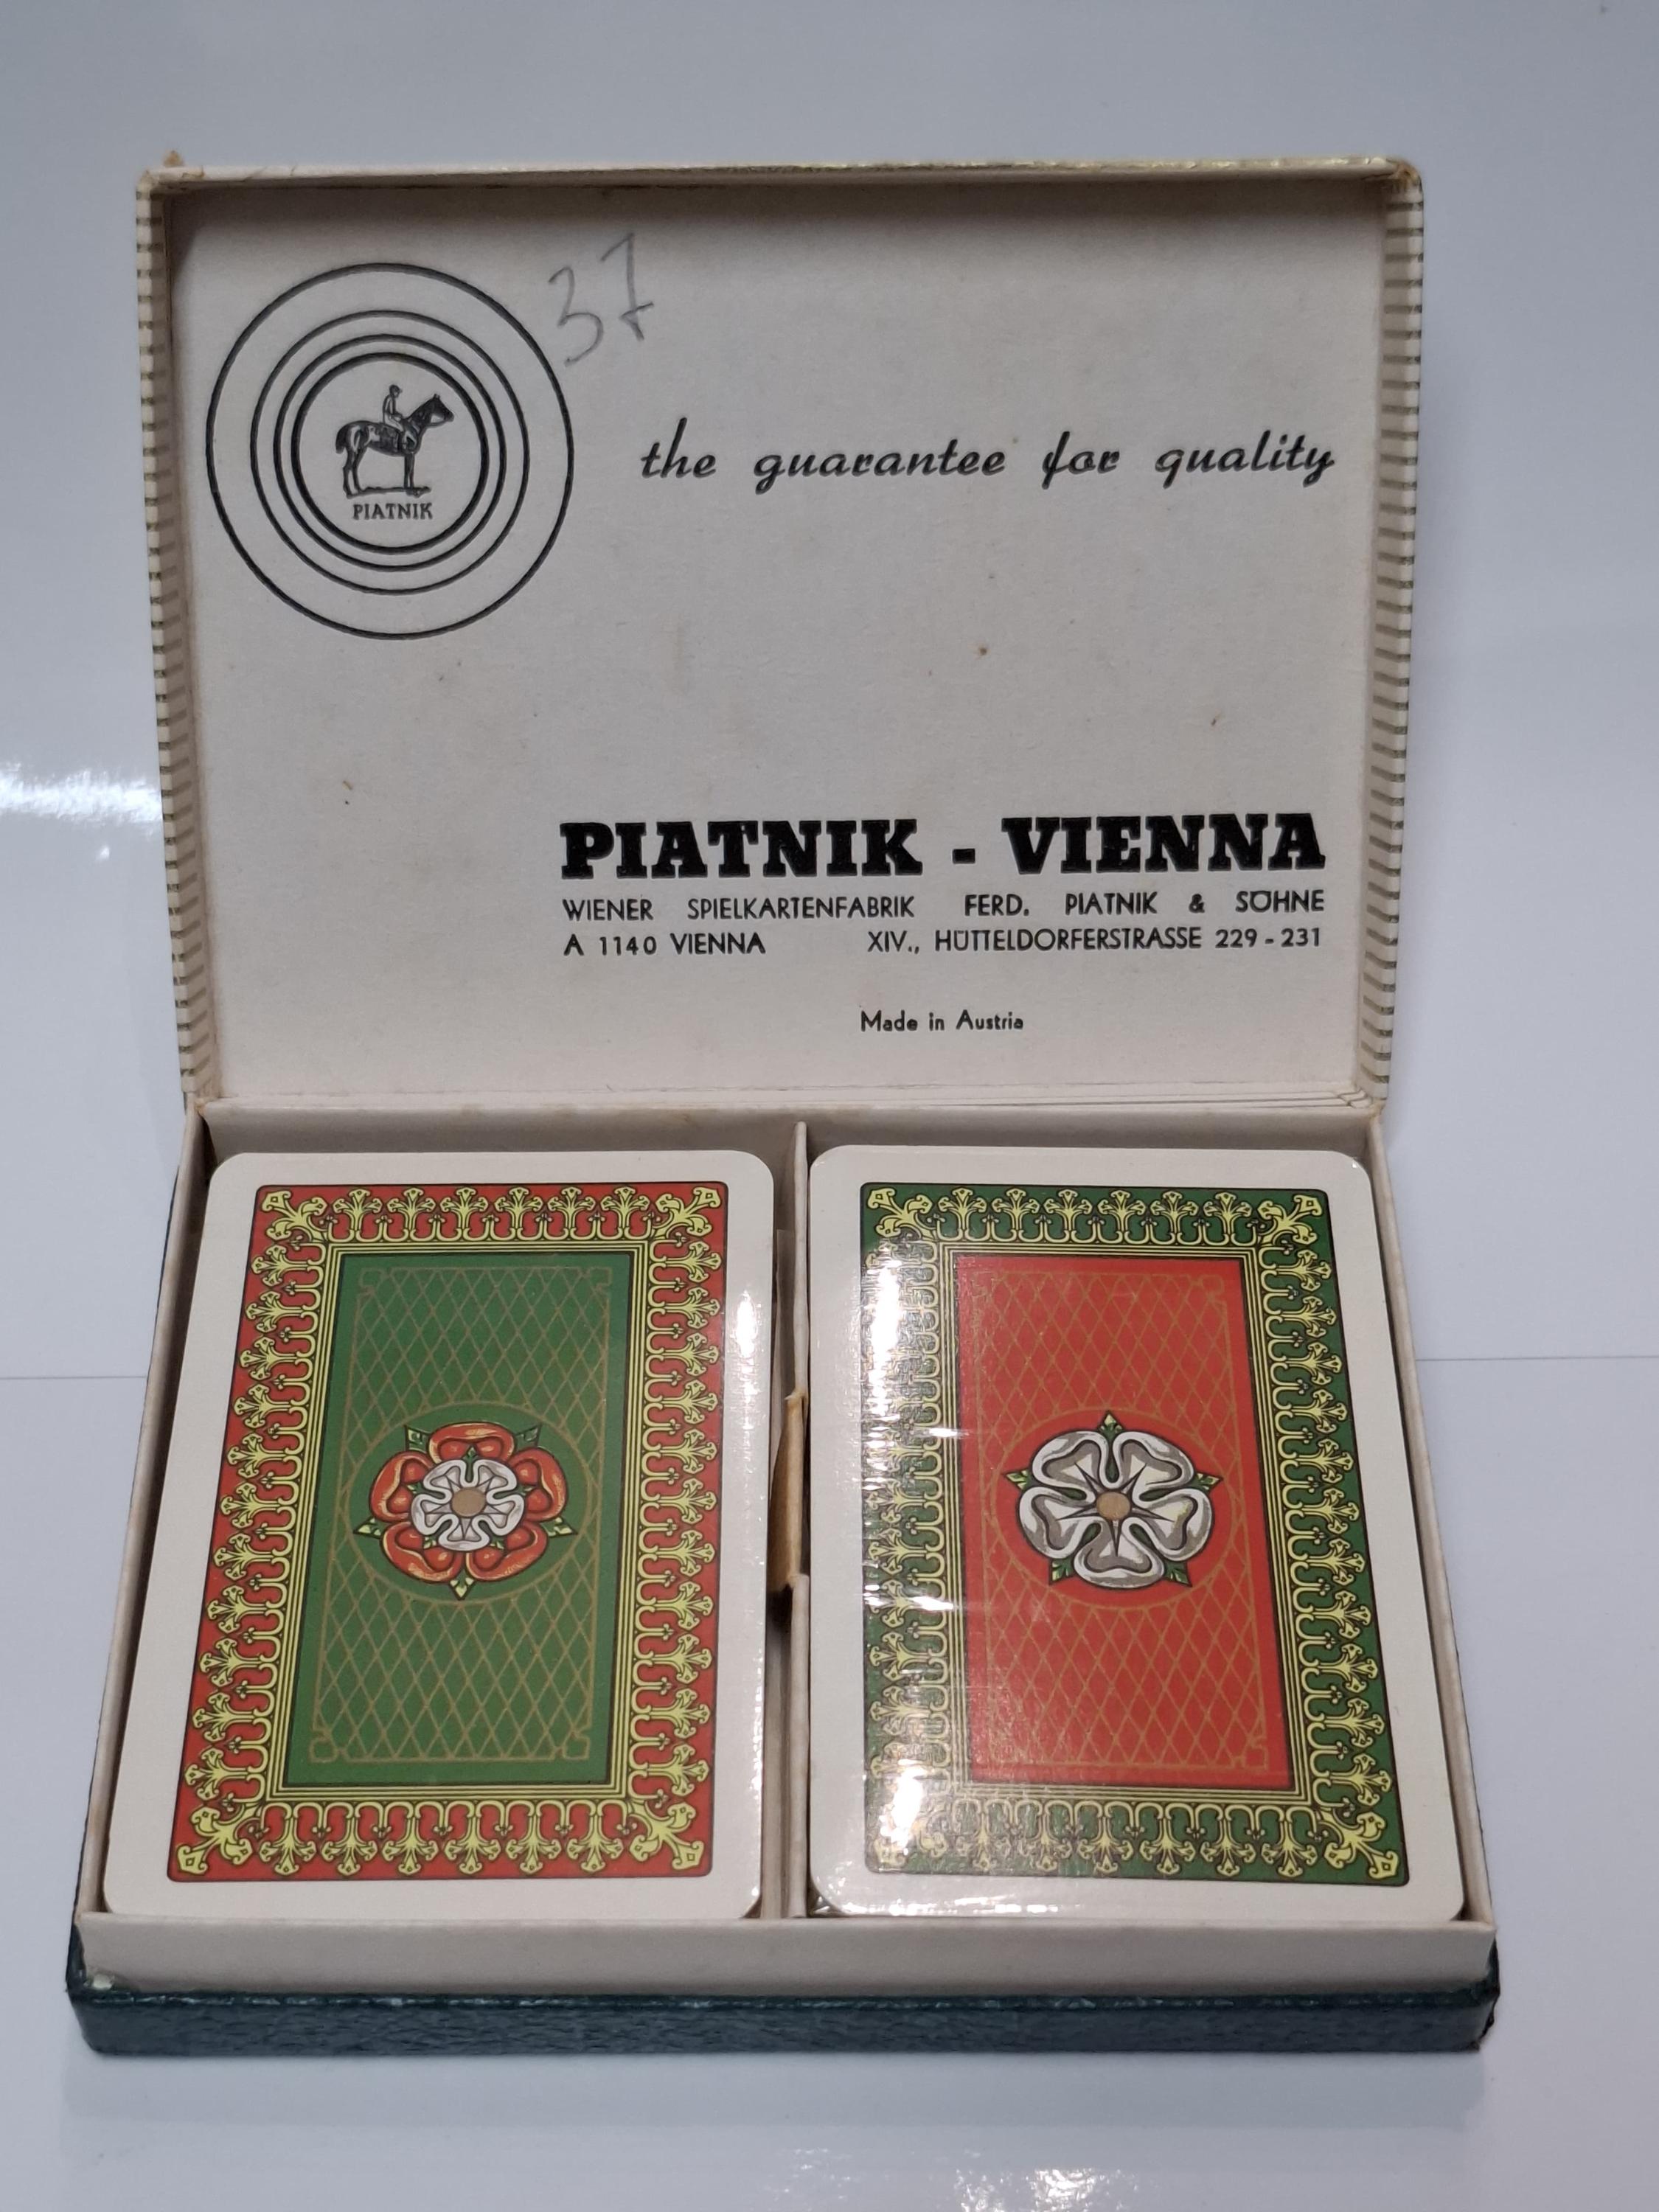 37
the guarantee for quality
PIATNIK
PIATNIK - VIENNA
WIENER SPIELKARTENFABRIK FERD. PIATNIK & SÖHNE
A 1140 VIENNA XIV., HÜTTELDORFERSTRASSE 229-231
Made in Austria